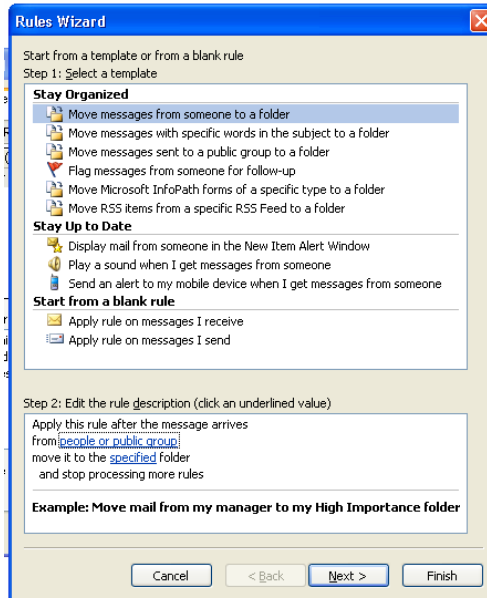 Rules Wizard
Start from a template or from a blank rule
Step 1: Select a template
Stay Organized
Move messages from someone to a folder
Move messages with specific words in the subject to a folder
Move messages sent to a public group to a folder
Flag messages from someone for follow-up
Move Microsoft InfoPath forms of a specific type to a folder
Move RSS items from a specific RSS Feed to a folder
Stay Up to Date
Display mail from someone in the New Item Alert Window
Play a sound when I get messages from someone
Send an alert to my mobile device when I get messages from someone
Start from a blank rule
Apply rule on messages I receive
Apply rule on messages I send
Step 2: Edit the rule description (click an underlined value)
Apply this rule after the message arrives
from people or public group
move it to the specified folder
and stop processing more rules
Example: Move mail from my manager to my High Importance folder
Cancel < Back Next > Finish